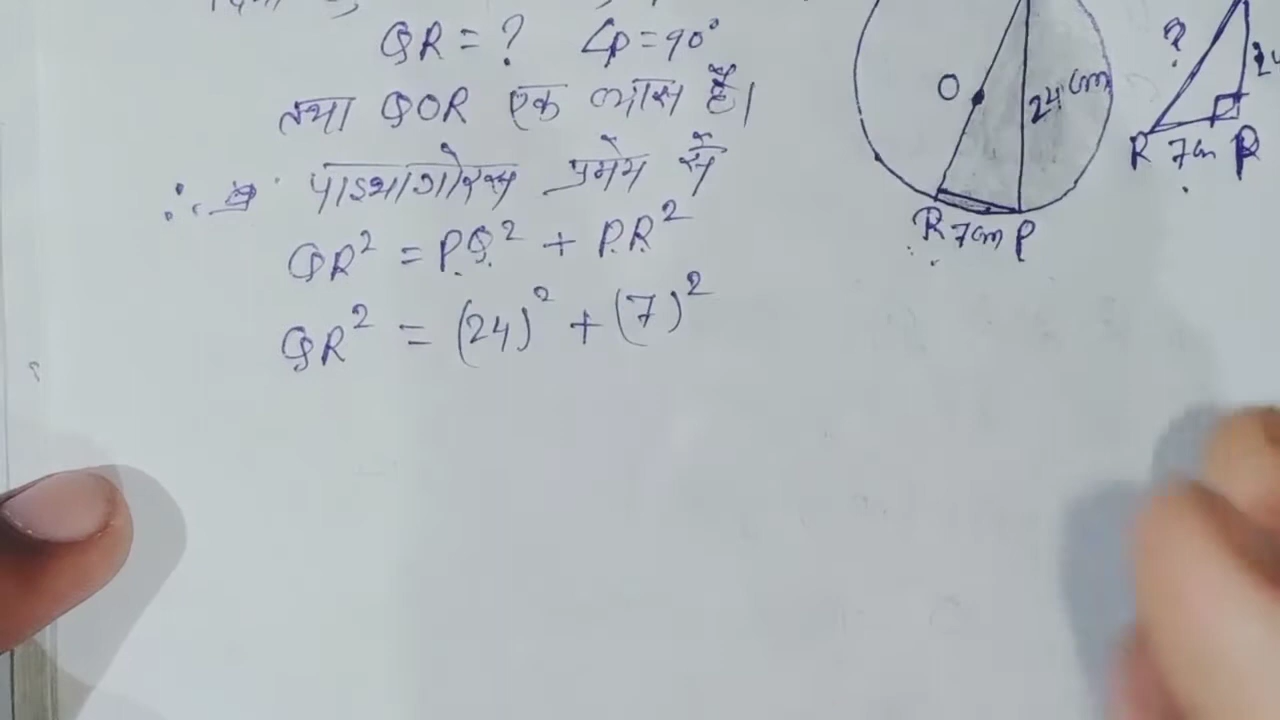 QR = ? ∠P = 90°
तथा QOR एक व्यास है।
∴ पाइथागोरस प्रमेय से
QR² = PQ² + PR²
QR² = (24)² + (7)²
O
24 cm
R 7cm P
?
24
R 7cm P